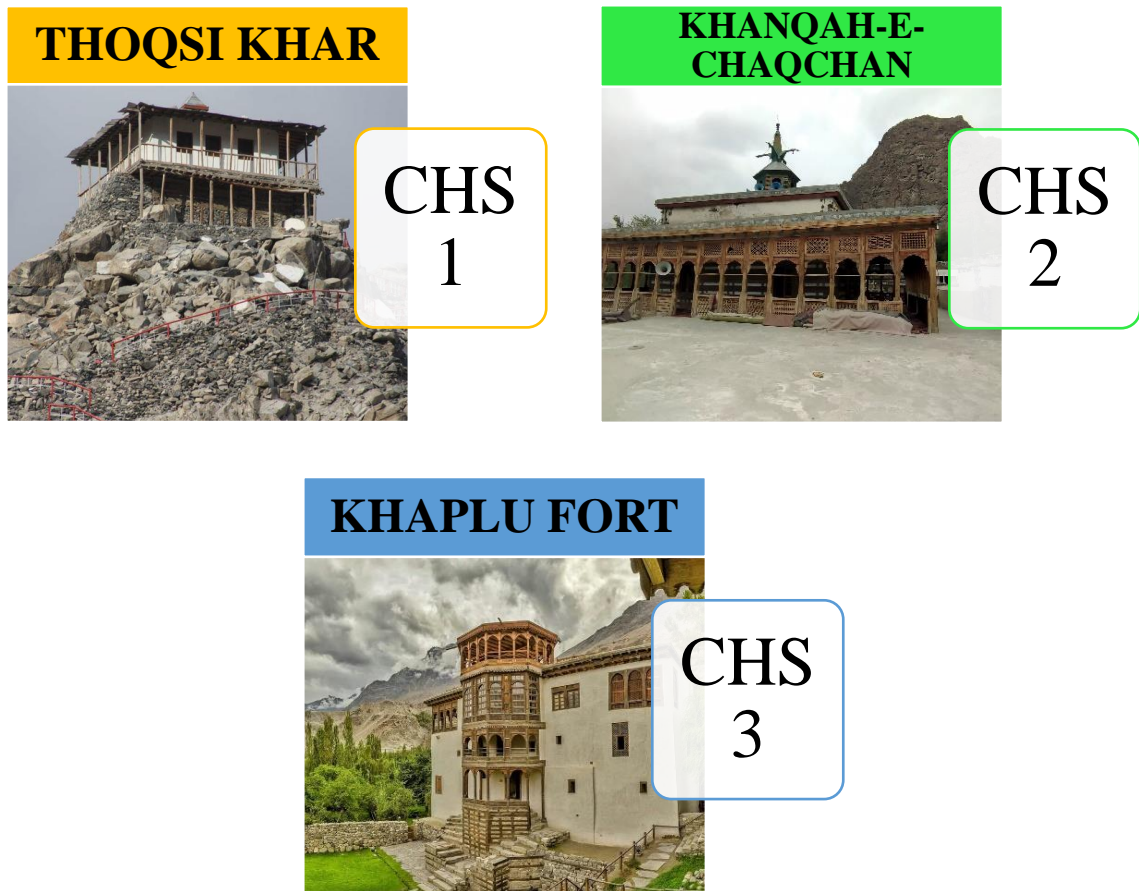 THOQSI KHAR
CHS
1
KHANQAH-E-
CHAQCHAN
CHS
2
KHAPLU FORT
CHS
3